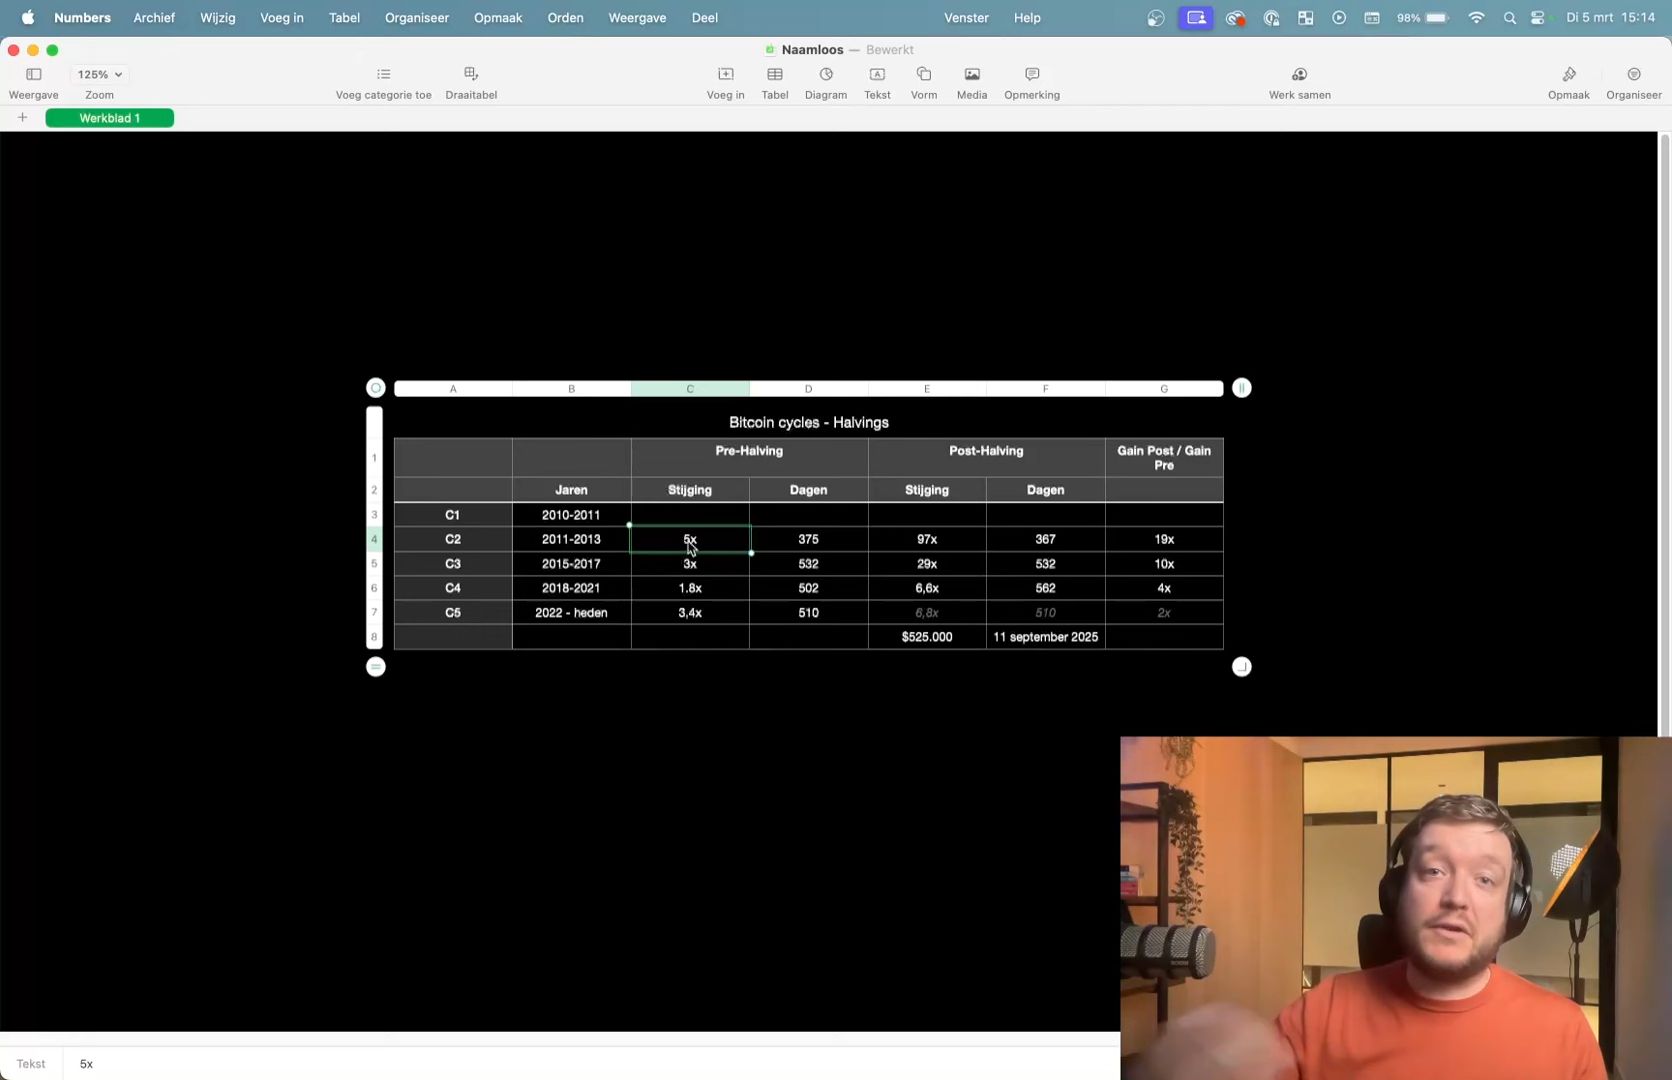 Numbers Archief Wijzig Voeg in Tabel Organiseer Opmaak Orden Weergave Deel Venster Help 98% Di 5 mrt 15:14
Naamloos — Bewerkt
125%
Weergave Zoom Voeg categorie toe Draaitabel Voeg in Tabel Diagram Tekst Vorm Media Opmerking Werk samen Opmaak Organiseer
+ Werkblad 1
A B C D E F G
Bitcoin cycles - Halvings
1 Pre-Halving Post-Halving Gain Post / Gain
Pre
2 Jaren Stijging Dagen Stijging Dagen
3 C1 2010-2011
4 C2 2011-2013 5x 375 97x 367 19x
5 C3 2015-2017 3x 532 29x 532 10x
6 C4 2018-2021 1.8x 502 6,6x 562 4x
7 C5 2022 - heden 3,4x 510 6,8x 510 2x
8 $525.000 11 september 2025
Tekst 5x